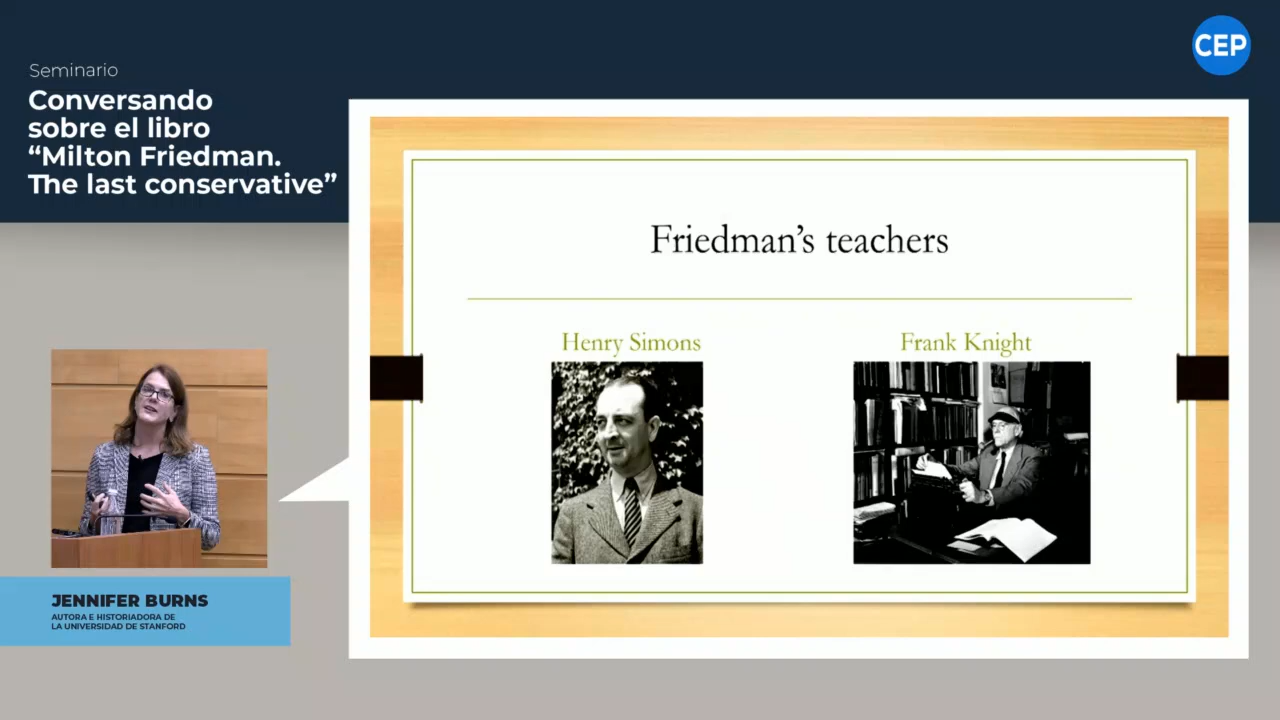 CEP
Seminario
Conversando
sobre el libro
“Milton Friedman.
The last conservative”
Friedman’s teachers
Henry Simons
Frank Knight
JENNIFER BURNS
AUTORA E HISTORIADORA DE
LA UNIVERSIDAD DE STANFORD